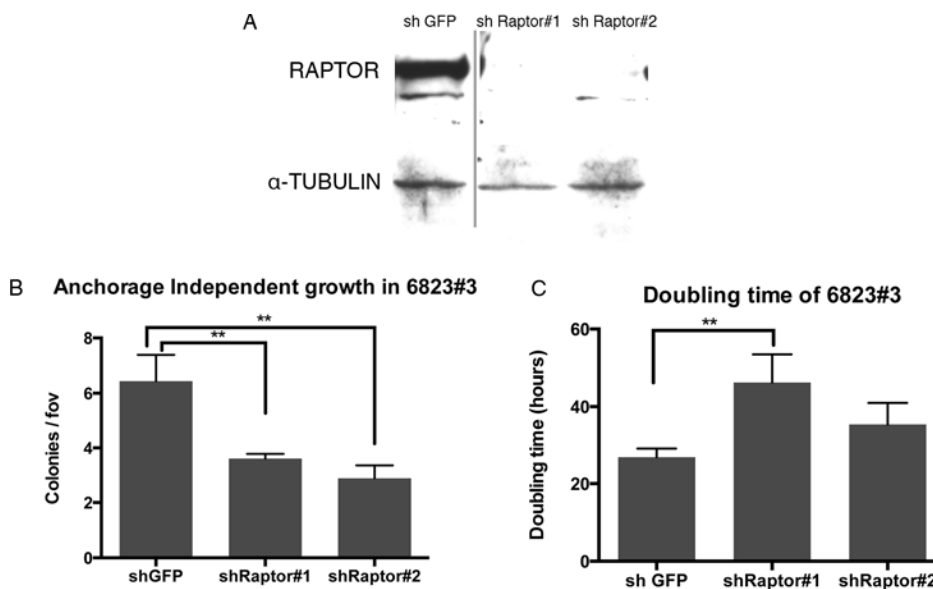 A
sh GFP sh Raptor#1 sh Raptor#2
RAPTOR
α-TUBULIN
B Anchorage Independent growth in 6823#3
**
**
Colonies / fov
8
6
4
2
0
shGFP shRaptor#1 shRaptor#2
C Doubling time of 6823#3
**
Doubling time (hours)
60
40
20
0
sh GFP shRaptor#1 shRaptor#2